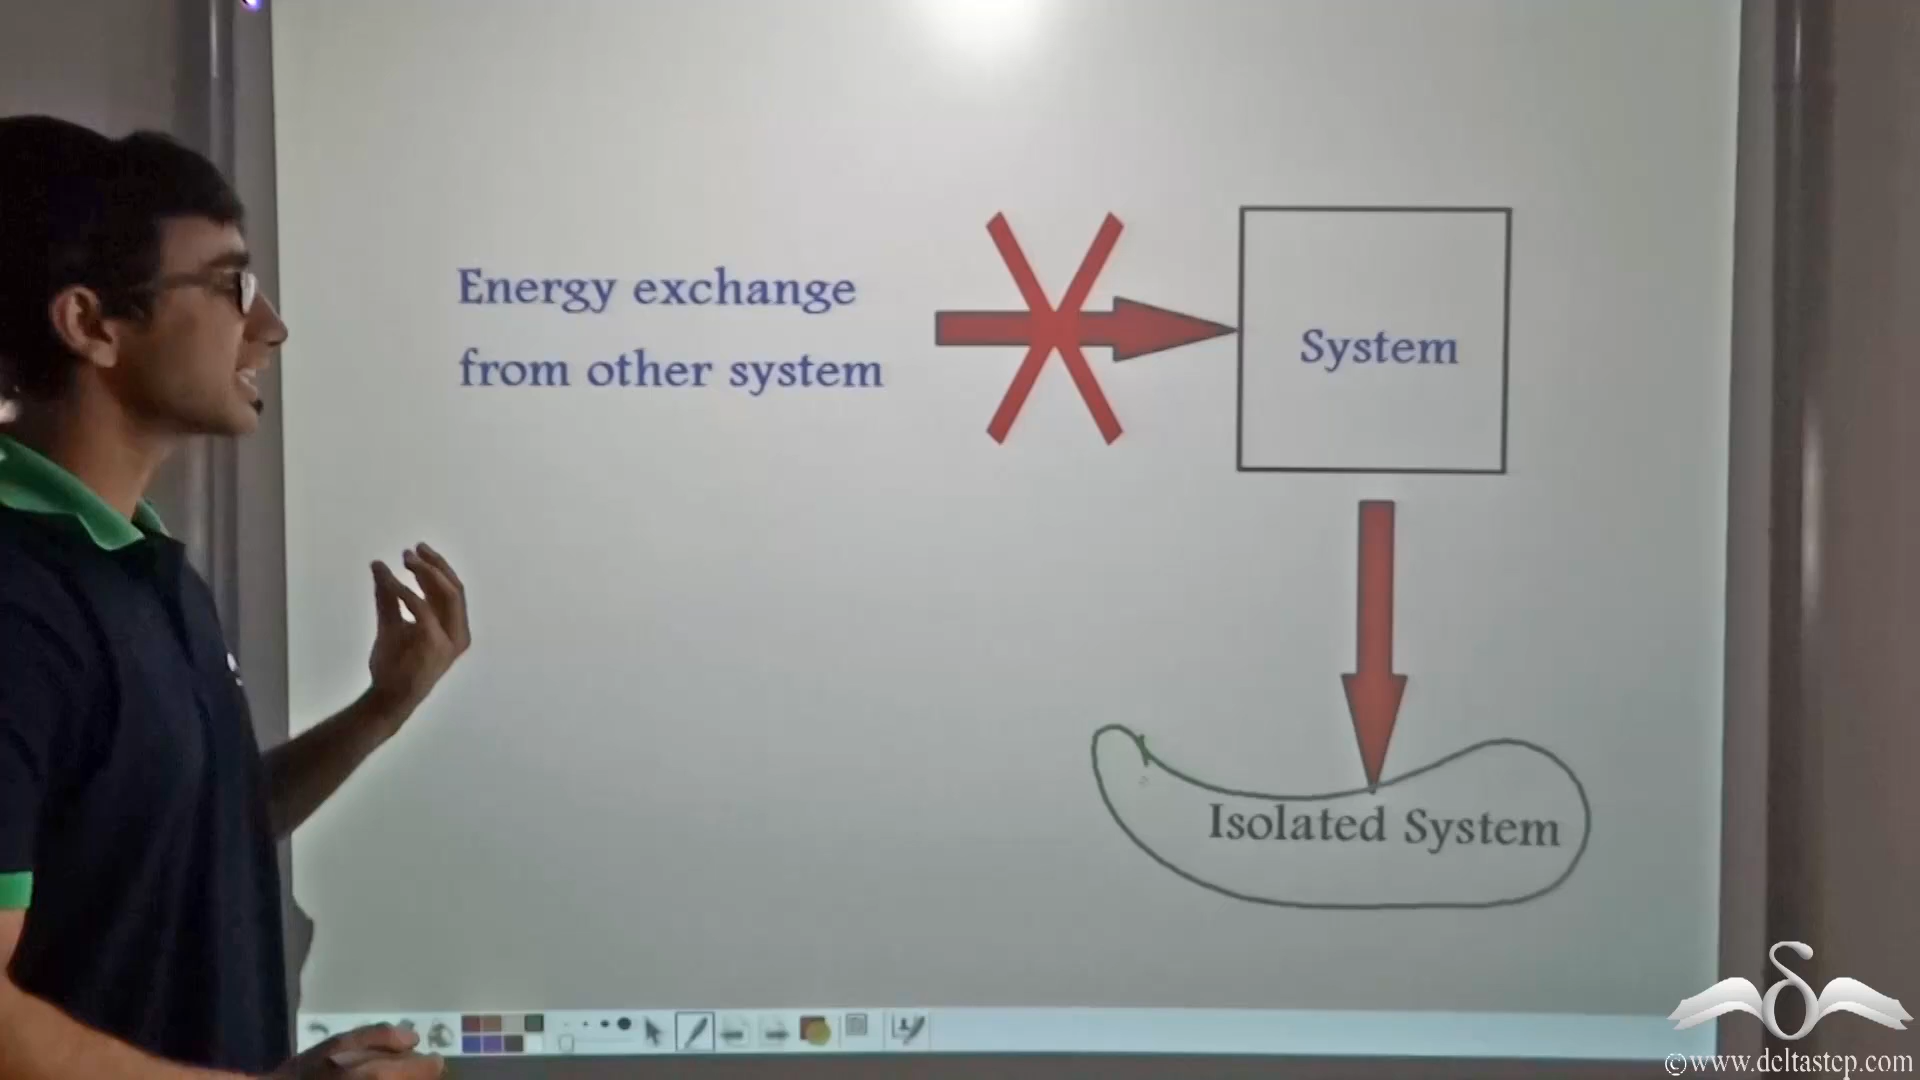 Energy exchange
from other system
System
Isolated System
©www.deltastep.com